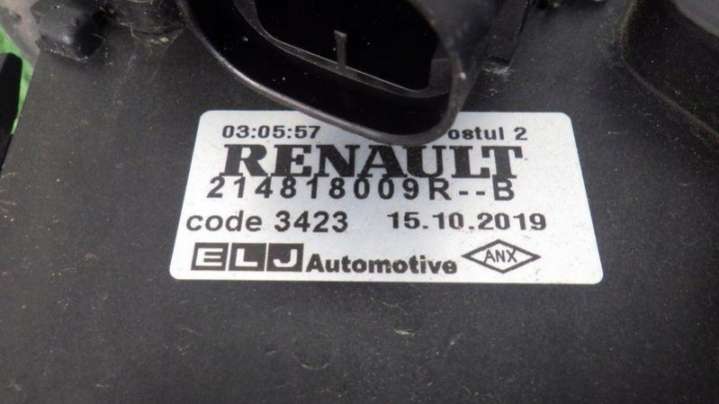 03:05:57 ostul 2
RENAULT
214818009R--B
code 3423 15.10.2019
ELJ Automotive ANX